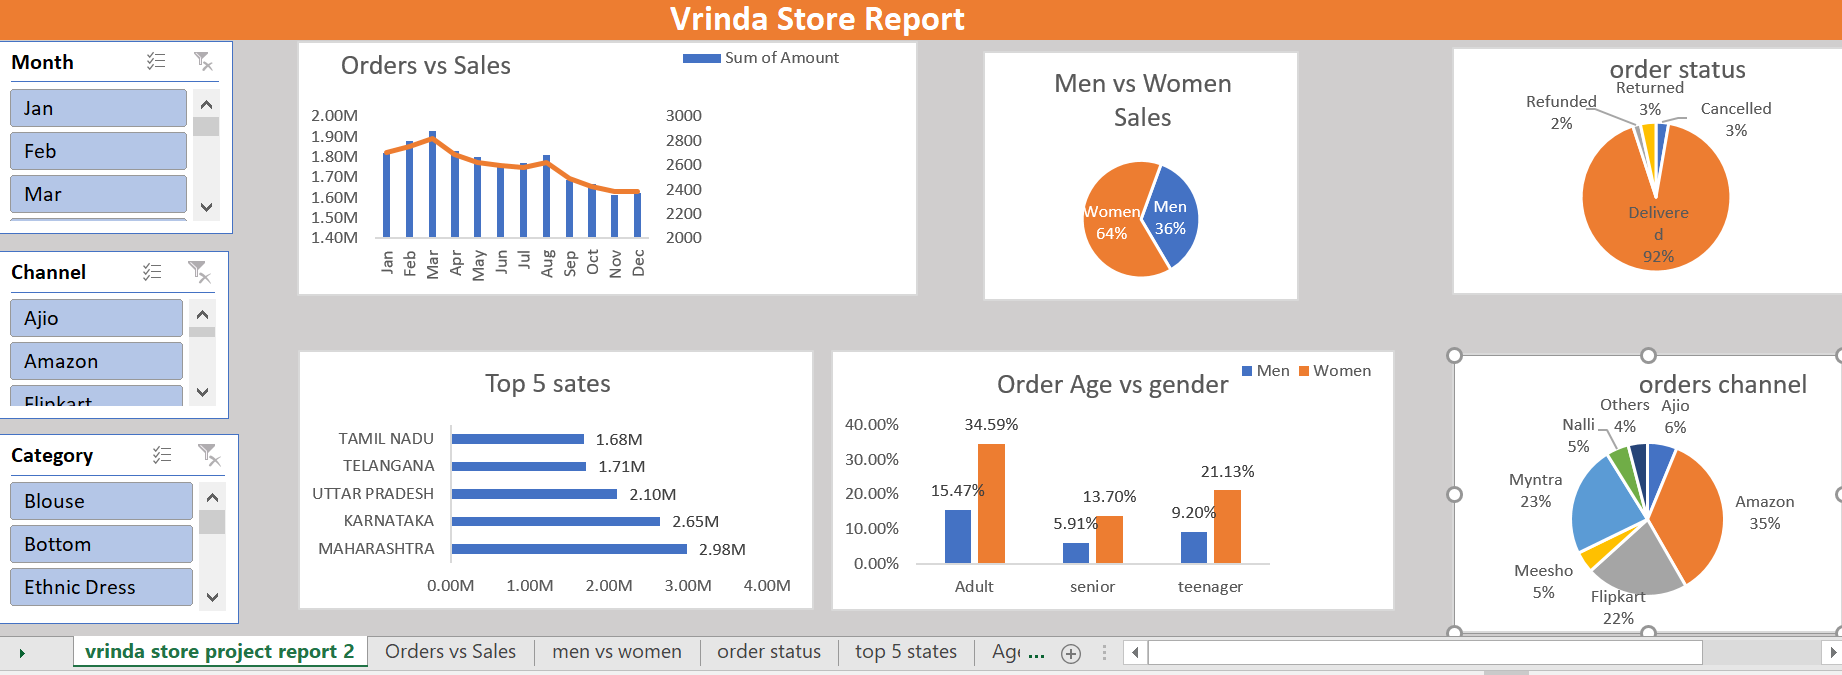 Vrinda Store Report
Month
Jan
Feb
Mar
Channel
Ajio
Amazon
Flipkart
Category
Blouse
Bottom
Ethnic Dress
Orders vs Sales
Sum of Amount
2.00M
1.90M
1.80M
1.70M
1.60M
1.50M
1.40M
3000
2800
2600
2400
2200
2000
Jan
Feb
Mar
Apr
May
Jun
Jul
Aug
Sep
Oct
Nov
Dec
Men vs Women
Sales
Women
64%
Men
36%
order status
Returned
3%
Refunded
2%
Cancelled
3%
Delivere
d
92%
Top 5 sates
TAMIL NADU 1.68M
TELANGANA 1.71M
UTTAR PRADESH 2.10M
KARNATAKA 2.65M
MAHARASHTRA 2.98M
0.00M 1.00M 2.00M 3.00M 4.00M
Order Age vs gender
Men Women
40.00%
30.00%
20.00%
10.00%
0.00%
15.47%
34.59%
5.91%
13.70%
9.20%
21.13%
Adult senior teenager
orders channel
Others
4%
Ajio
6%
Nalli
5%
Myntra
23%
Amazon
35%
Meesho
5%
Flipkart
22%
vrinda store project report 2 Orders vs Sales men vs women order status top 5 states Age ...